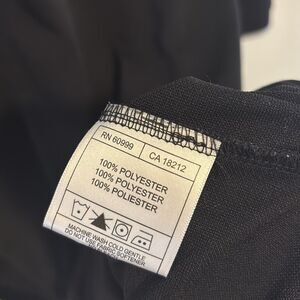 RN 60999 CA 18212
100% POLYESTER
100% POLYESTER
100% POLIESTER
MACHINE WASH COLD GENTLE
DO NOT USE FABRIC SOFTENER